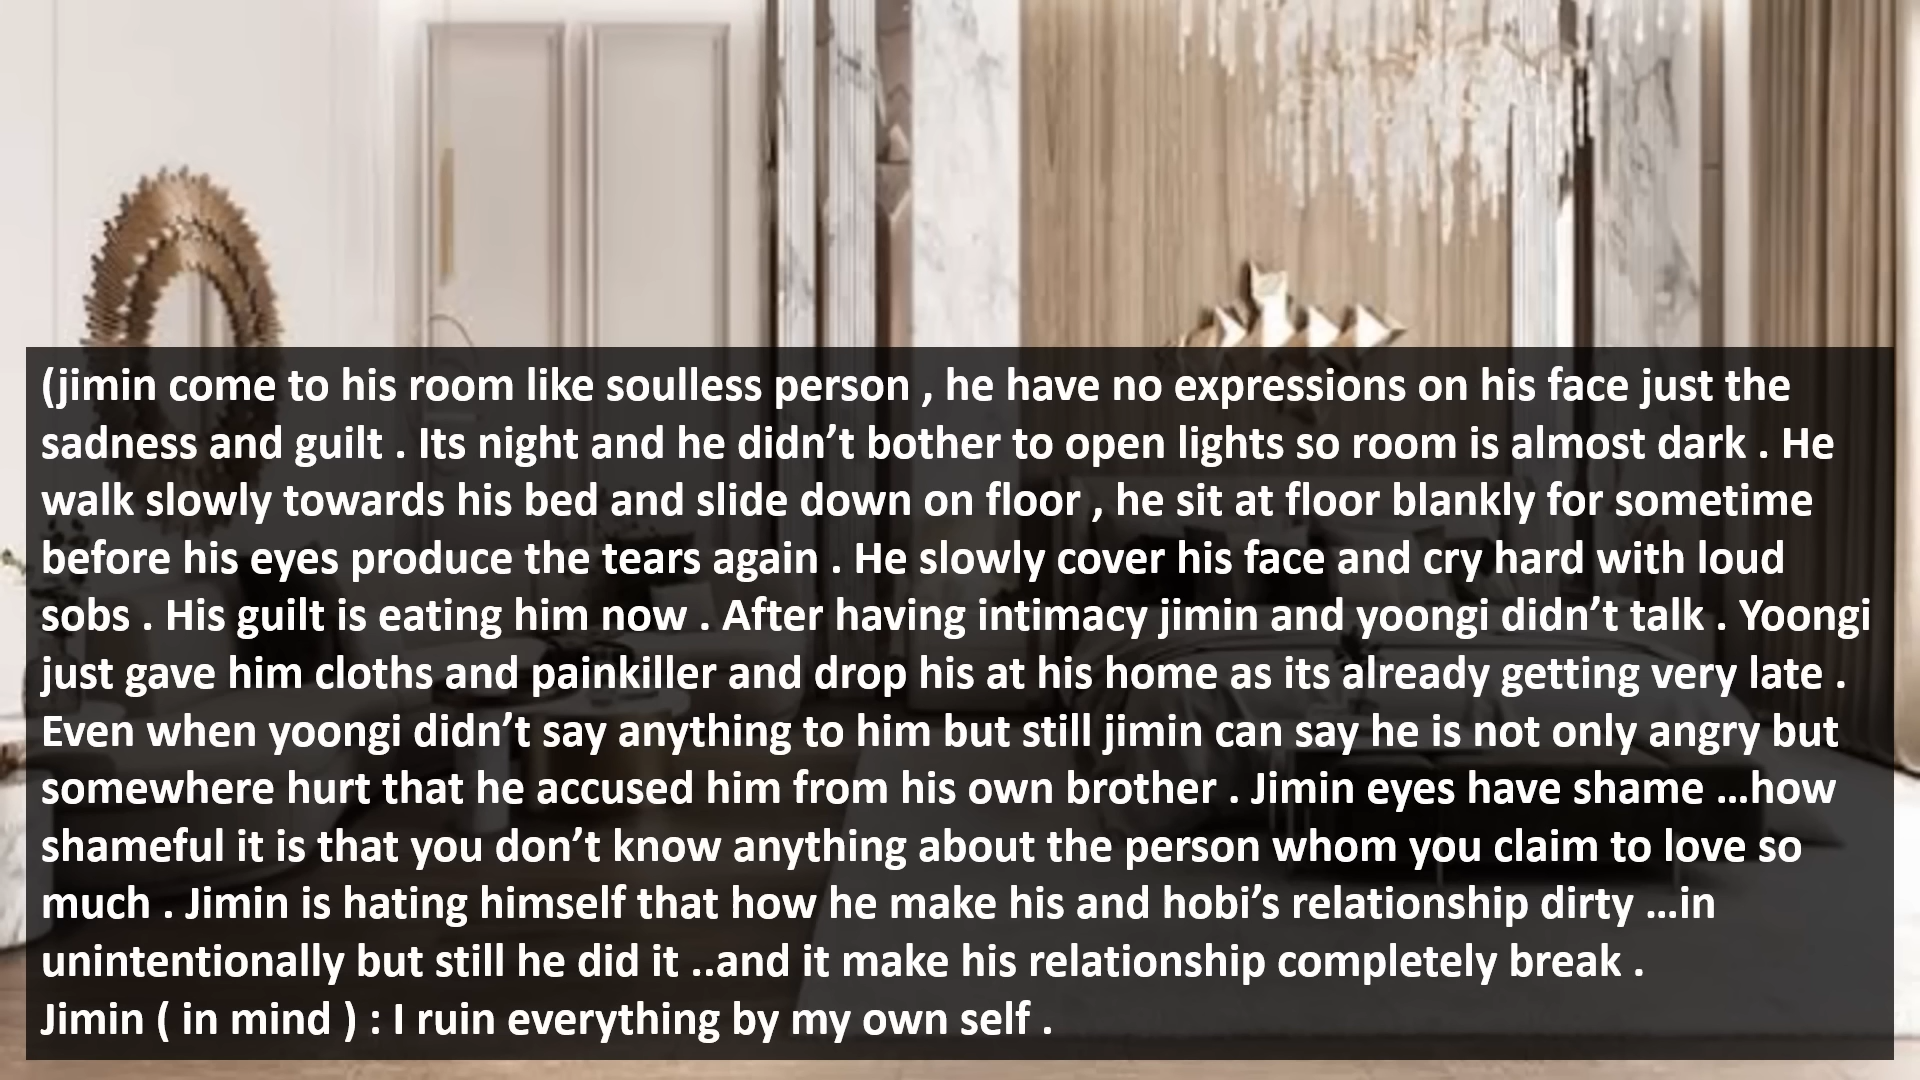 (jimin come to his room like soulless person , he have no expressions on his face just the
sadness and guilt . Its night and he didn’t bother to open lights so room is almost dark . He
walk slowly towards his bed and slide down on floor , he sit at floor blankly for sometime
before his eyes produce the tears again . He slowly cover his face and cry hard with loud
sobs . His guilt is eating him now . After having intimacy jimin and yoongi didn’t talk . Yoongi
just gave him cloths and painkiller and drop his at his home as its already getting very late .
Even when yoongi didn’t say anything to him but still jimin can say he is not only angry but
somewhere hurt that he accused him from his own brother . Jimin eyes have shame …how
shameful it is that you don’t know anything about the person whom you claim to love so
much . Jimin is hating himself that how he make his and hobi’s relationship dirty …in
unintentionally but still he did it ..and it make his relationship completely break .
Jimin ( in mind ) : I ruin everything by my own self .